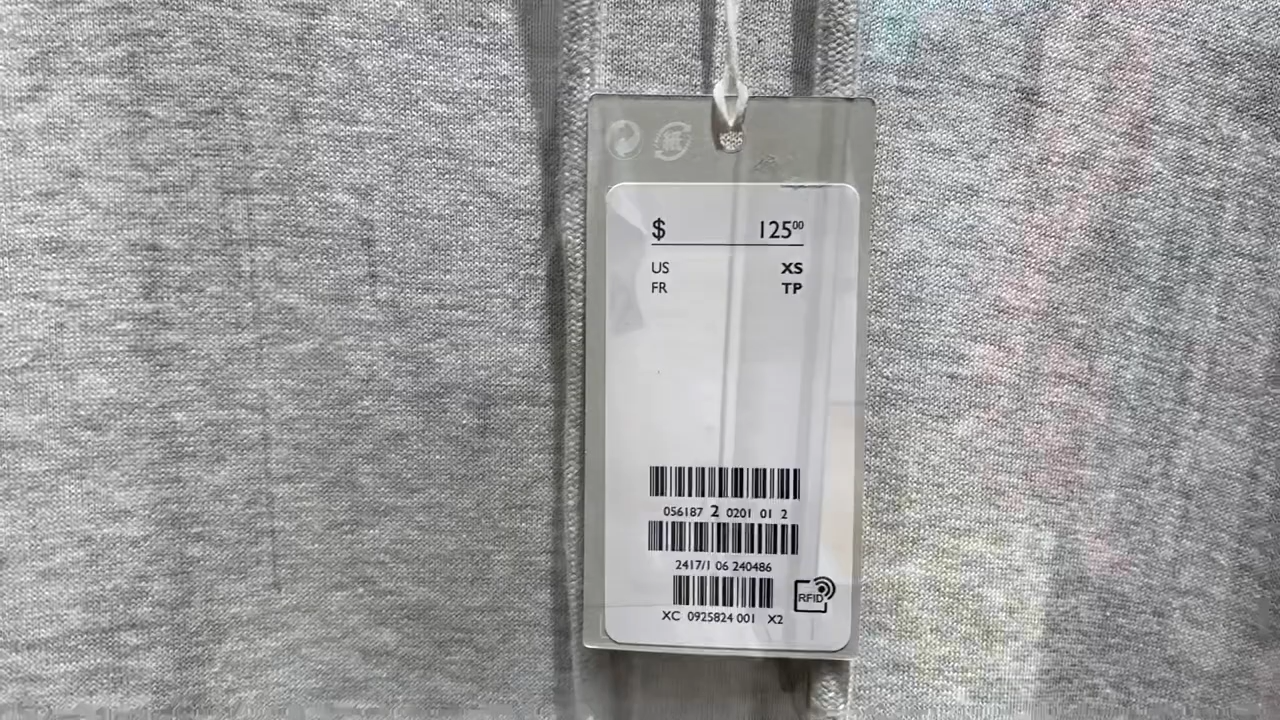 $ 125⁰⁰
US XS
FR TP
056187 2 0201 01 2
2417/1 06 240486
RFID
XC 0925824 001 X2